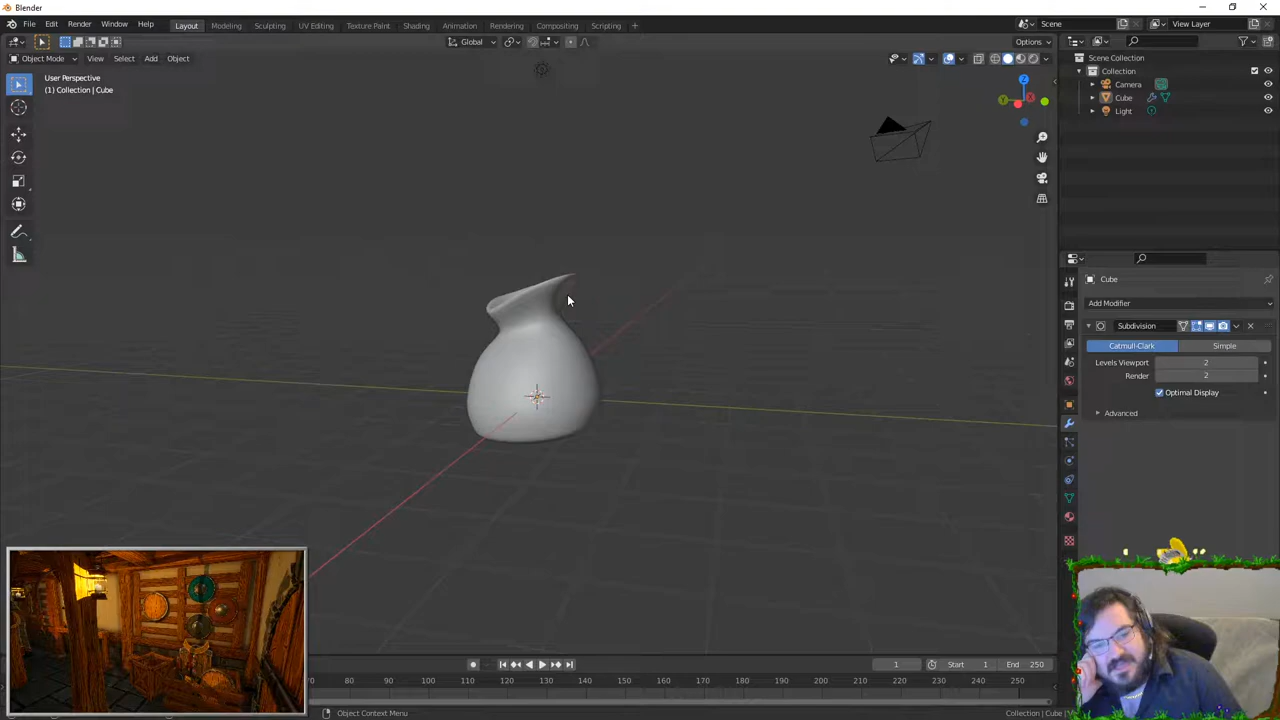 Blender
File Edit Render Window Help
Layout Modeling Sculpting UV Editing Texture Paint Shading Animation Rendering Compositing Scripting +
Scene
View Layer
Global
Options
Object Mode View Select Add Object
User Perspective
(1) Collection | Cube
Z
Y
X
Scene Collection
Collection
Camera
Cube
Light
Cube
Add Modifier
Subdivision
Catmull-Clark Simple
Levels Viewport 2
Render 2
Optimal Display
Advanced
1 Start 1 End 250
70 80 90 100 110 120 130 140 150 160 170 180 190 200 210 220 230 240 250
Object Context Menu